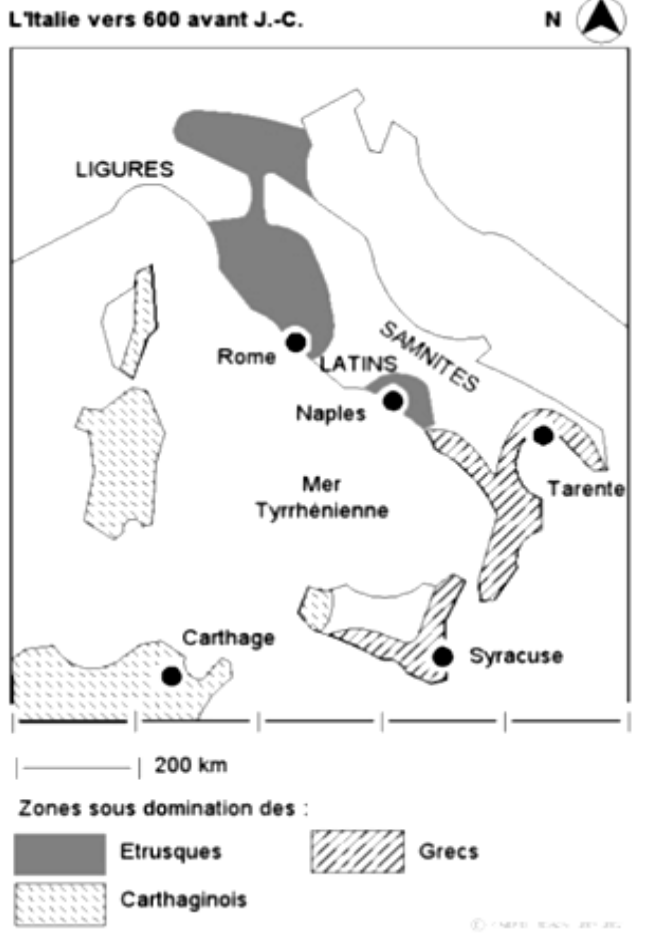 L'Italie vers 600 avant J.-C.
N
LIGURES
SAMNITES
Rome
LATINS
Naples
Mer
Tyrrhénienne
Tarente
Carthage
Syracuse
200 km
Zones sous domination des :
Etrusques
Grecs
Carthaginois